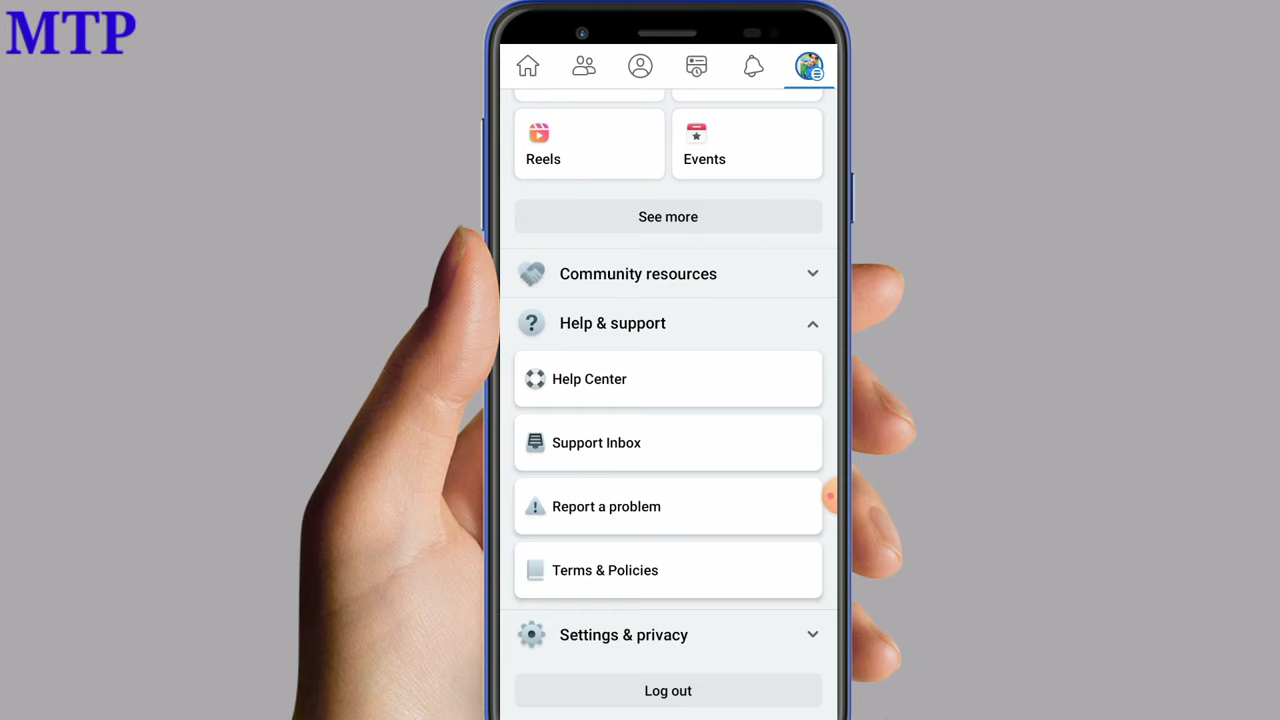 MTP
Reels
Events
See more
Community resources
Help & support
Help Center
Support Inbox
Report a problem
Terms & Policies
Settings & privacy
Log out